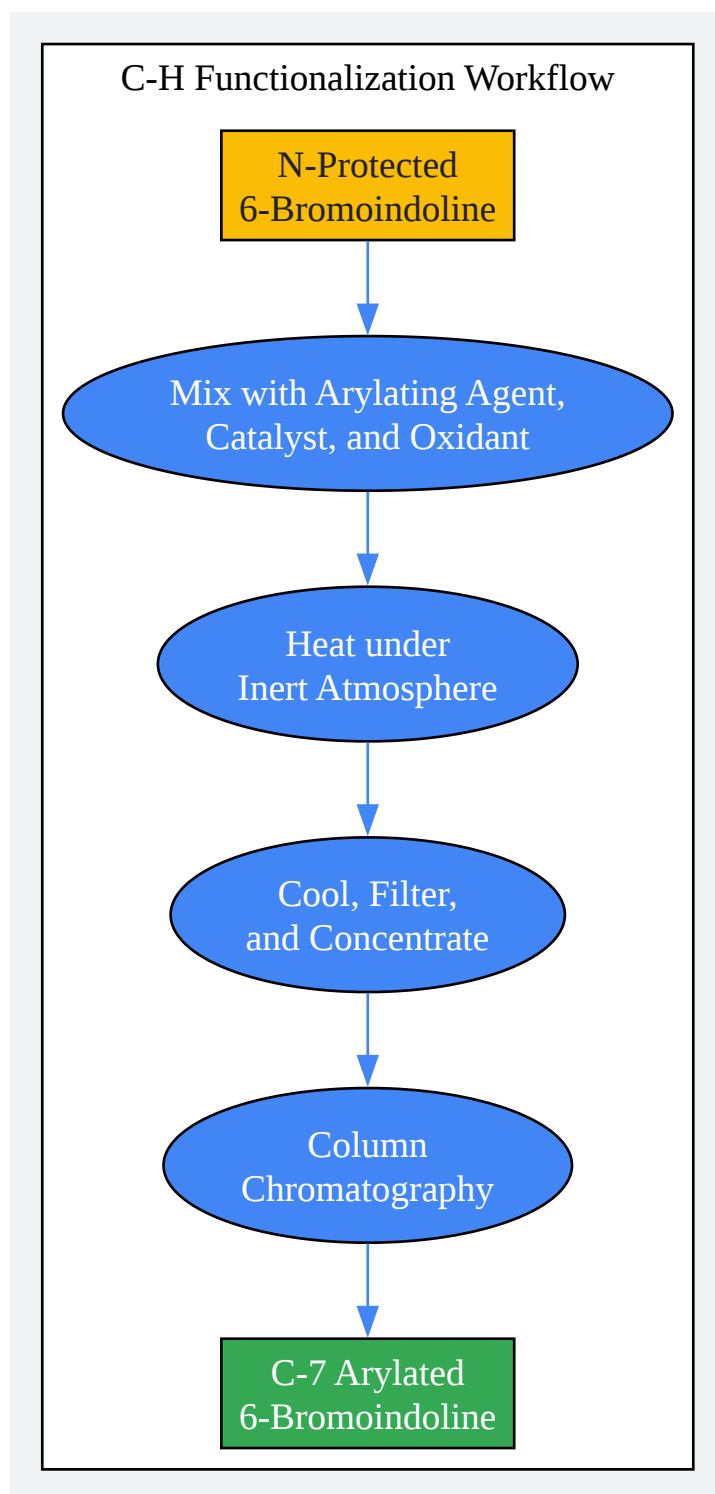 C-H Functionalization Workflow
N-Protected
6-Bromoindoline
Mix with Arylating Agent,
Catalyst, and Oxidant
Heat under
Inert Atmosphere
Cool, Filter,
and Concentrate
Column
Chromatography
C-7 Arylated
6-Bromoindoline